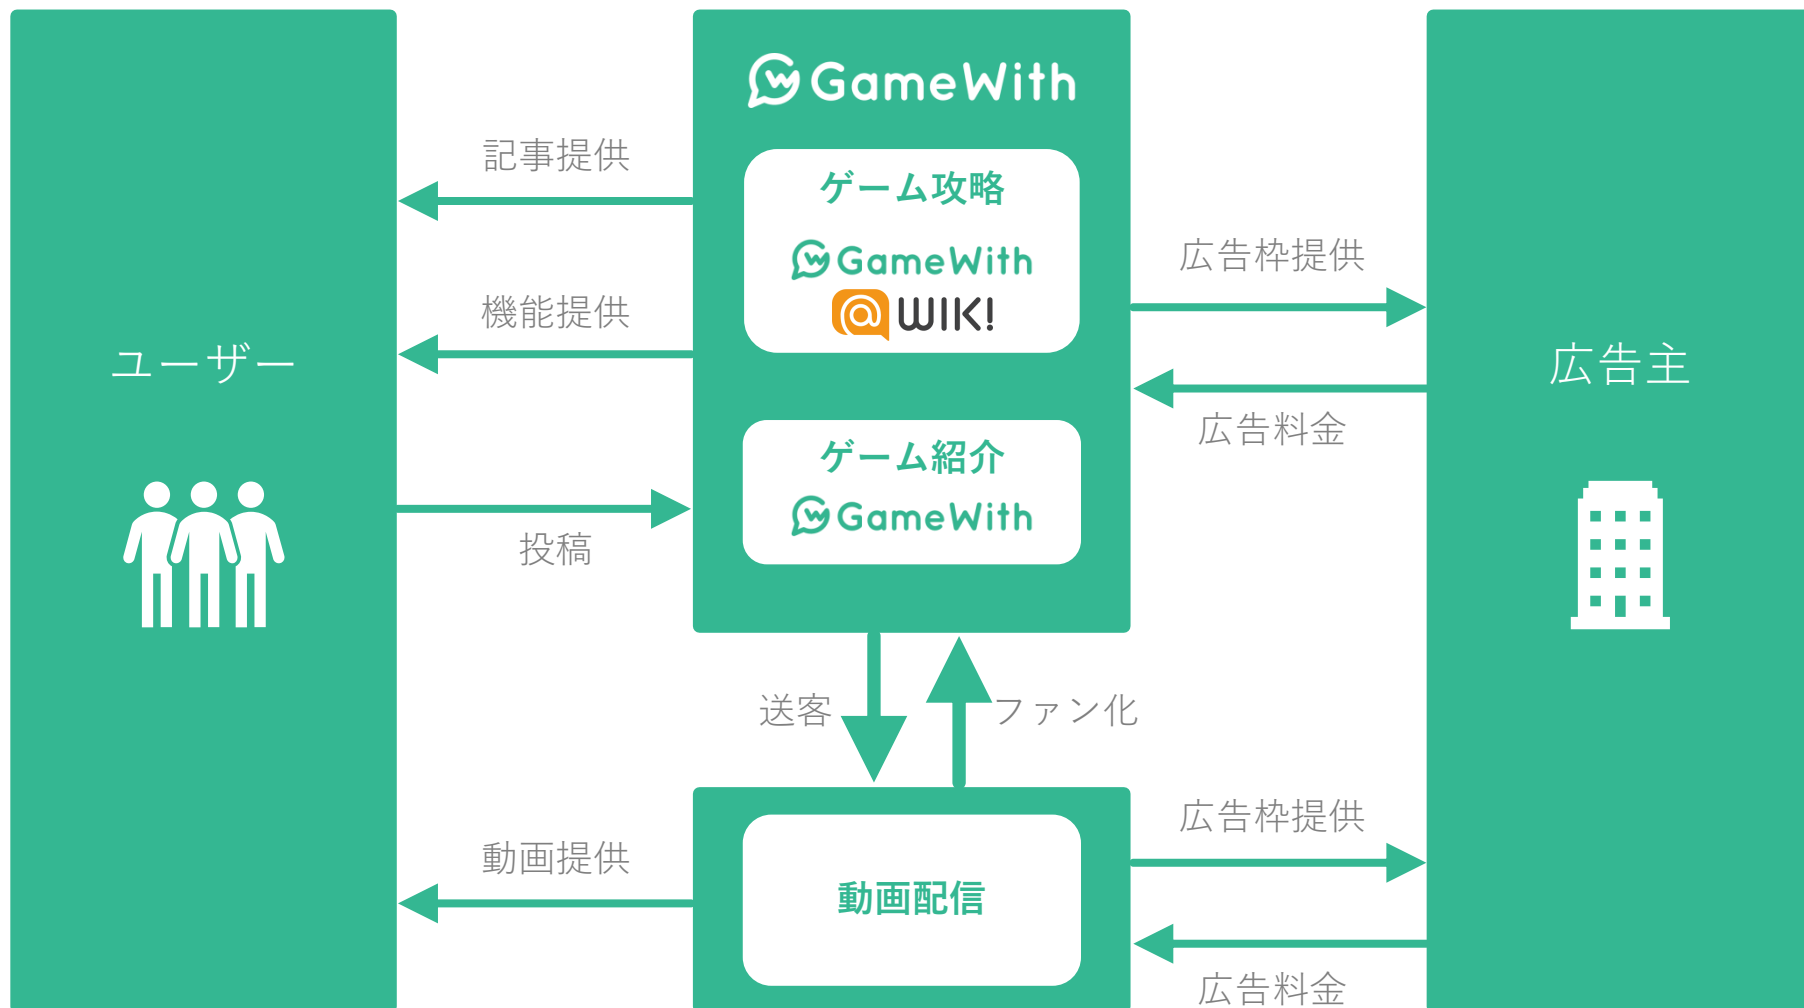 ユーザー
記事提供
機能提供
投稿
動画提供
GameWith
ゲーム攻略
GameWith
@WIKI
ゲーム紹介
GameWith
送客
ファン化
動画配信
広告枠提供
広告料金
広告枠提供
広告料金
広告主